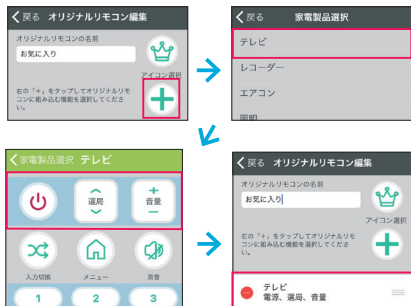 戻る オリジナルリモコン編集
オリジナルリモコンの名前
お気に入り
アイコン選択
右の「+」をタップしてオリジナルリモ
コンに組み込む機能を選択してくださ
い。
戻る 家電製品選択
テレビ
レコーダー
エアコン
照明
家電製品選択 テレビ
選局
音量
入力切換
メニュー
消音
1 2 3
戻る オリジナルリモコン編集
オリジナルリモコンの名前
お気に入り
アイコン選択
右の「+」をタップしてオリジナルリモ
コンに組み込む機能を選択してくださ
い。
テレビ
電源、選局、音量